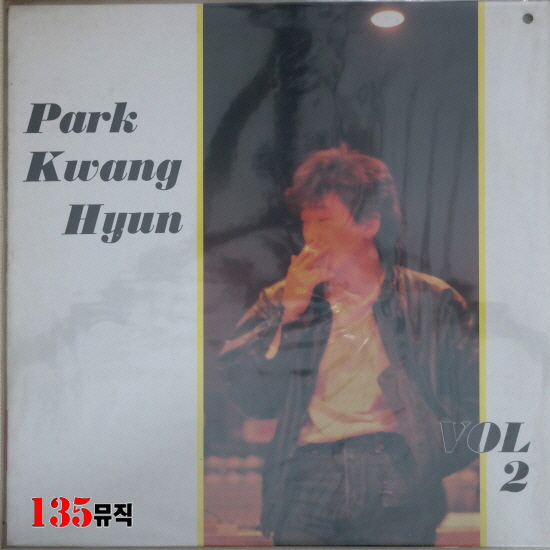 Park
Kwang
Hyun
VOL
2
135뮤직